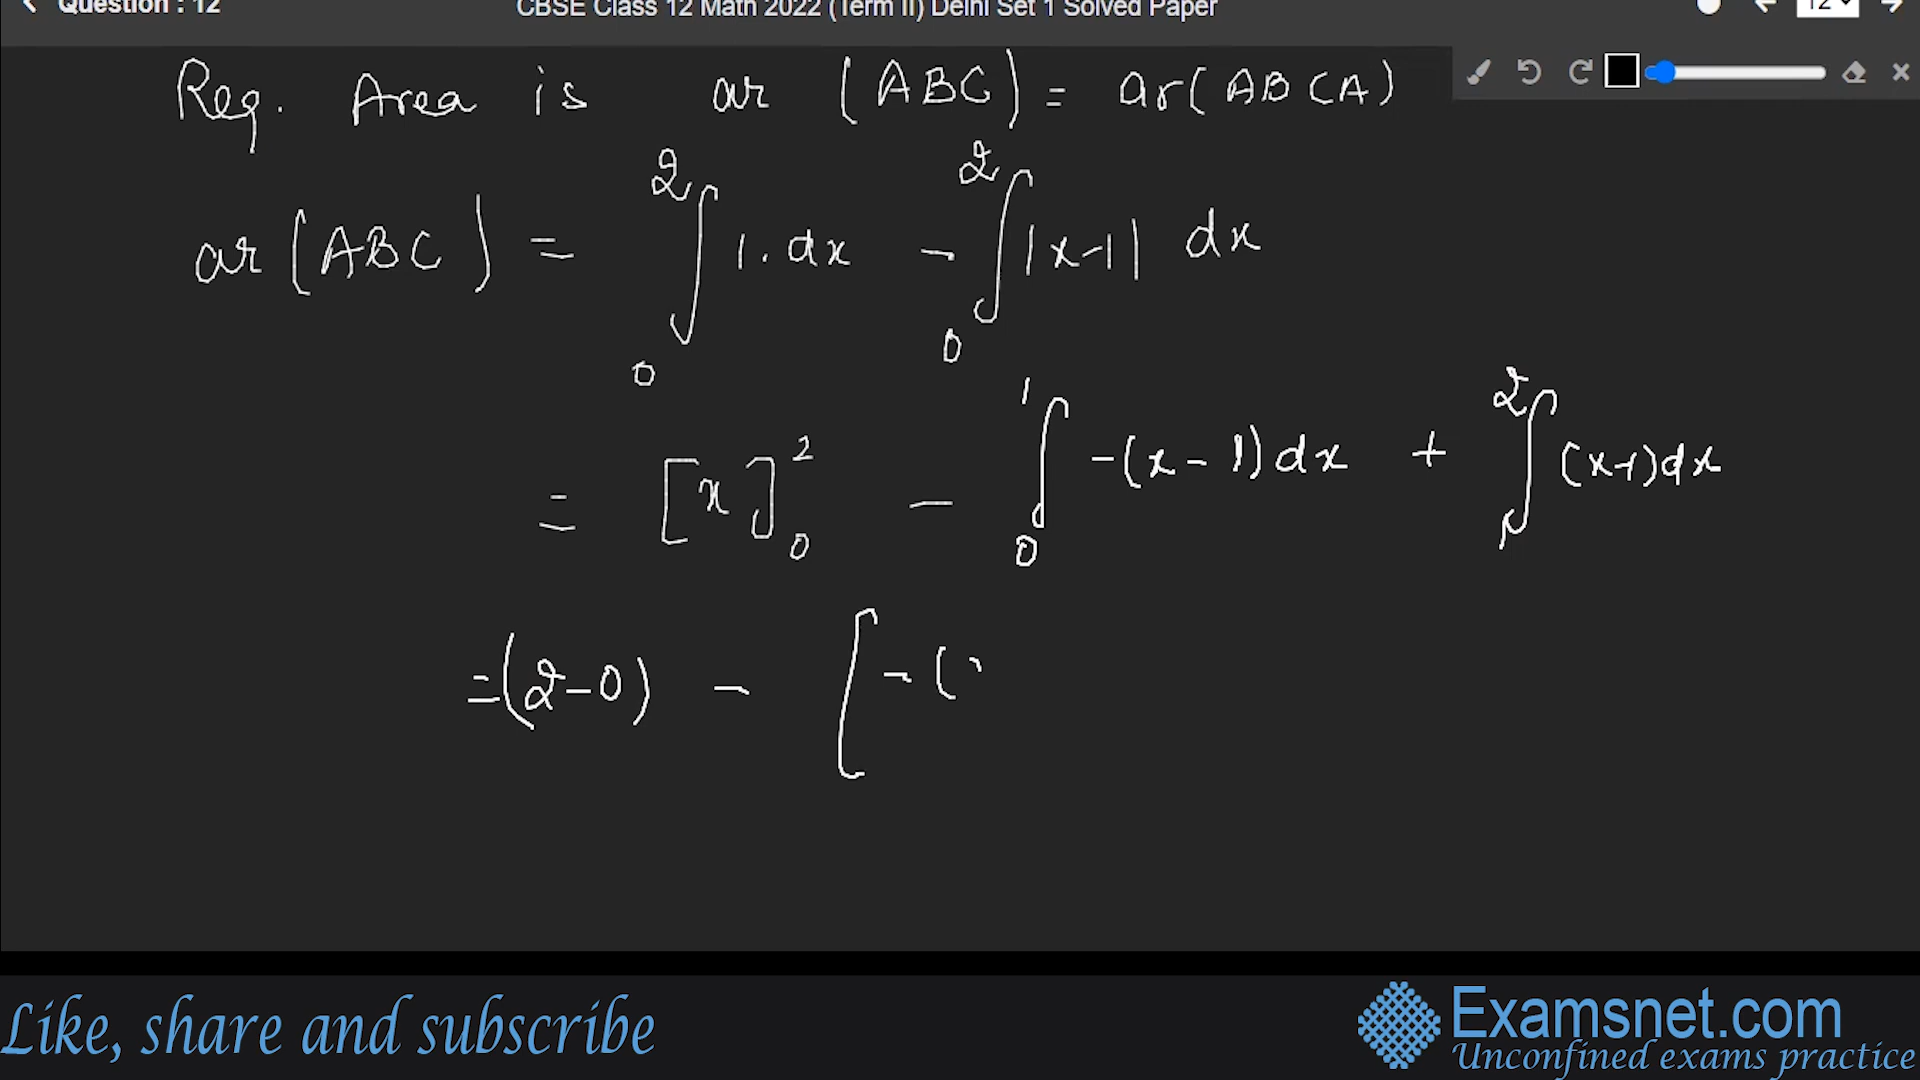 Question : 12 CBSE Class 12 Math 2022 (Term II) Delhi Set 1 Solved Paper 12
Req. Area is ar (ABC) = ar(ABCA)
ar (ABC) = ∫₀² 1. dx - ∫₀² |x-1| dx
= [x]₀² - ∫₀¹ -(x-1)dx + ∫₁² (x-1)dx
=(2-0) - [ -(
Like, share and subscribe
Examsnet.com
Unconfined exams practice